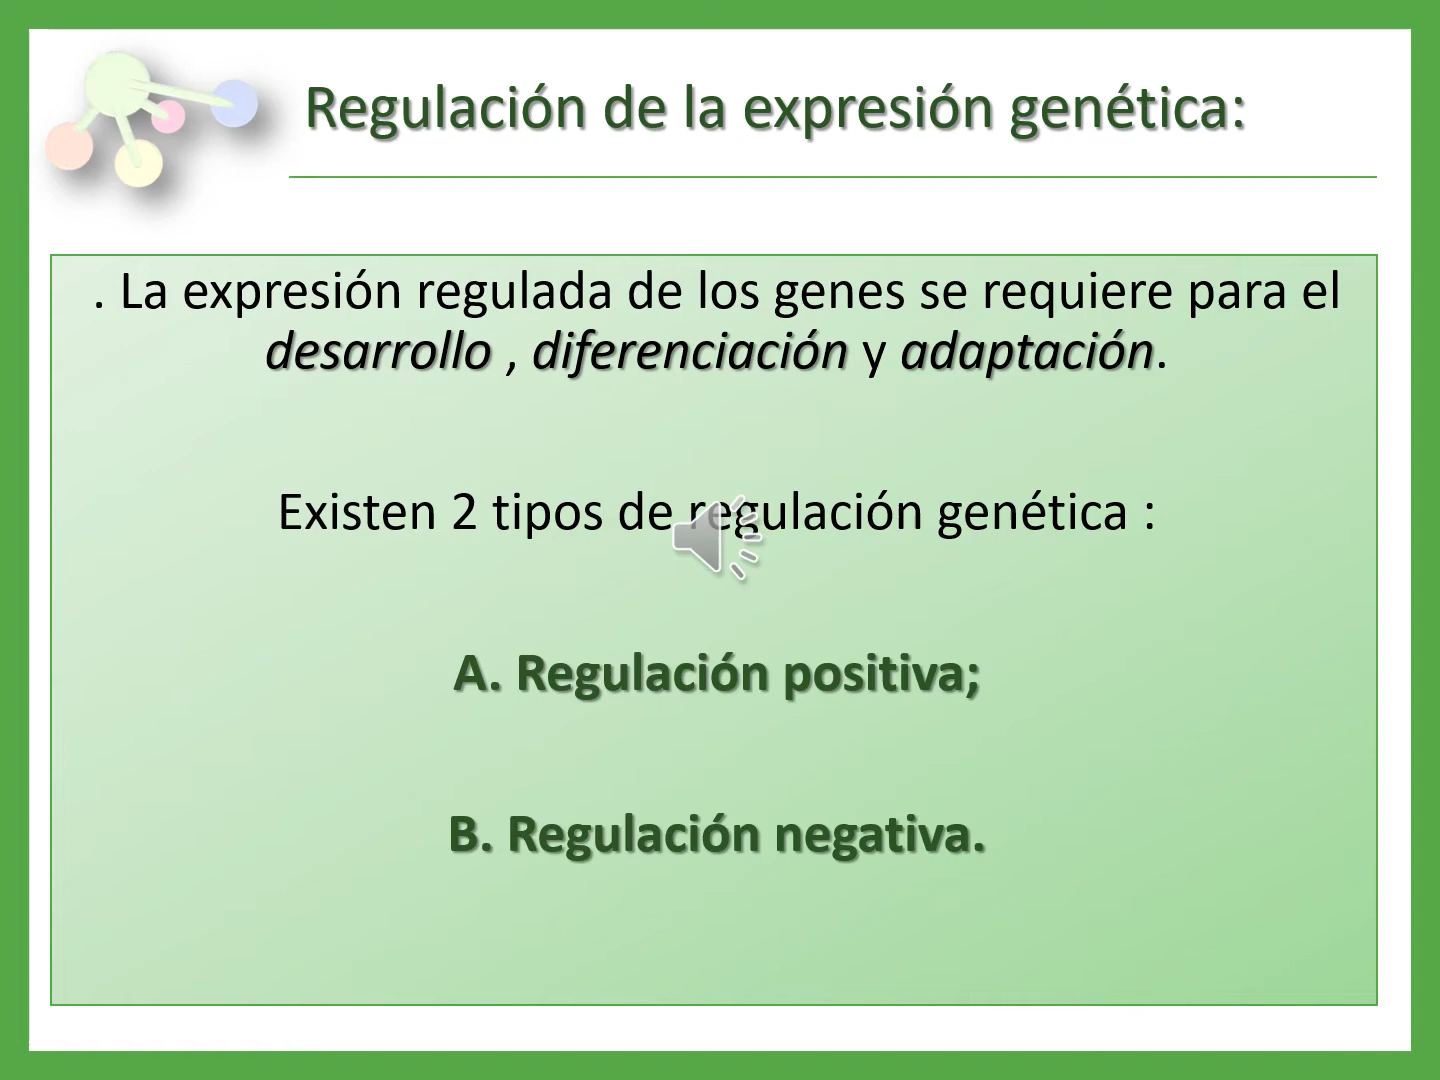 Regulación de la expresión genética:
. La expresión regulada de los genes se requiere para el
desarrollo , diferenciación y adaptación.
Existen 2 tipos de regulación genética :
A. Regulación positiva;
B. Regulación negativa.